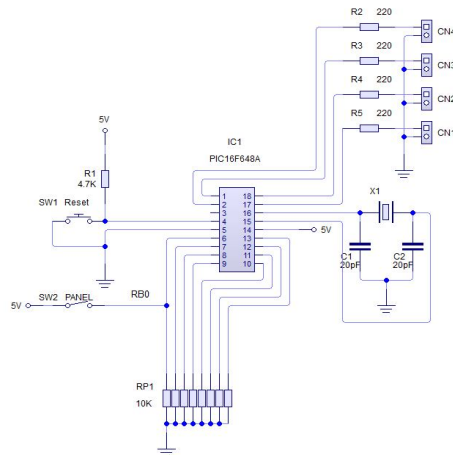 R2 220
CN4
R3 220
CN3
R4 220
CN2
R5 220
CN1
5V
IC1
PIC16F648A
R1
4.7K
SW1 Reset
1 18
2 17
3 16
4 15
5 14
6 13
7 12
8 11
9 10
X1
5V
C1
20pF
C2
20pF
5V
SW2 PANEL
RB0
RP1
10K